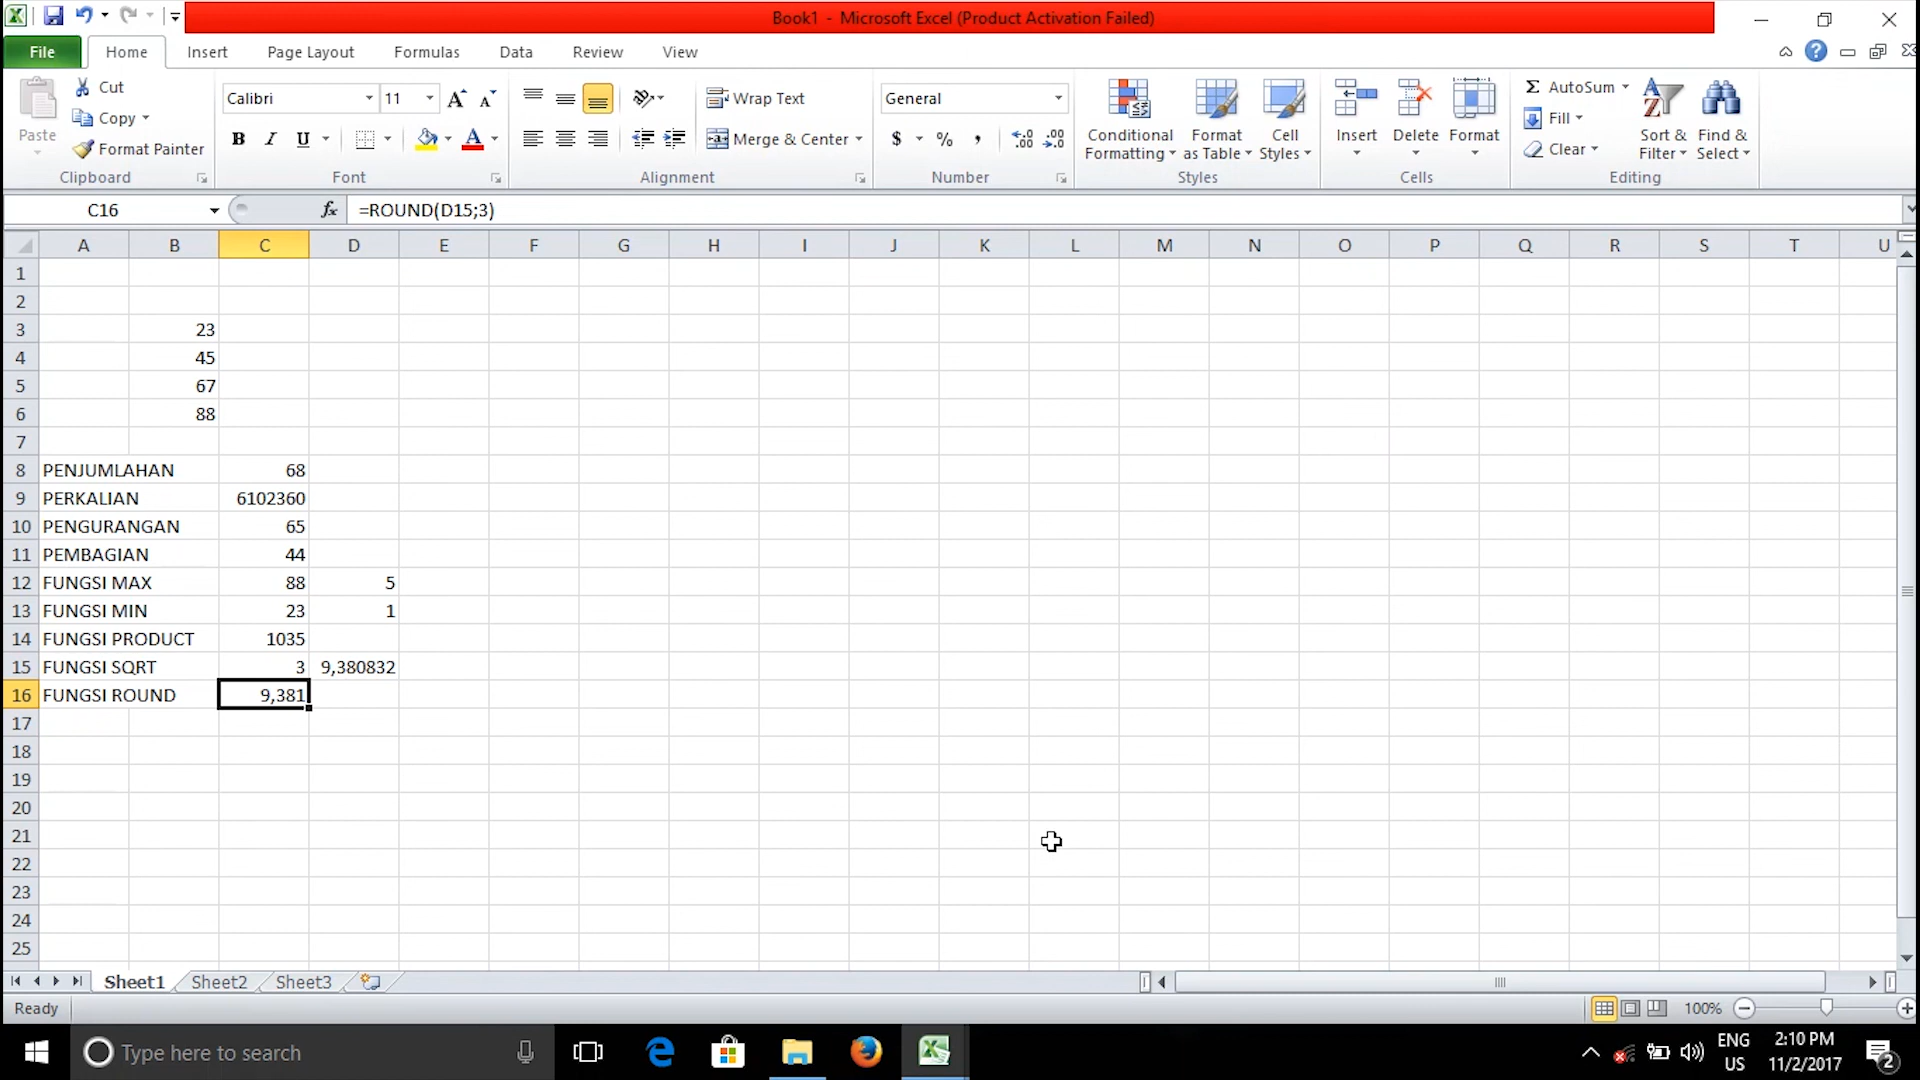 Book1 - Microsoft Excel (Product Activation Failed)
File Home Insert Page Layout Formulas Data Review View
Paste
Cut
Copy
Format Painter
Clipboard
Calibri 11
B I U
Font
Wrap Text
Merge & Center
Alignment
General
$ % ,
Number
Conditional Formatting
Format as Table
Cell Styles
Styles
Insert Delete Format
Cells
Σ AutoSum
Fill
Clear
Sort & Filter
Find & Select
Editing
C16 fx =ROUND(D15;3)
A B C D E F G H I J K L M N O P Q R S T U
1
2
3 23
4 45
5 67
6 88
7
8 PENJUMLAHAN 68
9 PERKALIAN 6102360
10 PENGURANGAN 65
11 PEMBAGIAN 44
12 FUNGSI MAX 88 5
13 FUNGSI MIN 23 1
14 FUNGSI PRODUCT 1035
15 FUNGSI SQRT 3 9,380832
16 FUNGSI ROUND 9,381
17
18
19
20
21
22
23
24
25
Sheet1 Sheet2 Sheet3
Ready 100%
Type here to search
ENG
US
2:10 PM
11/2/2017
2